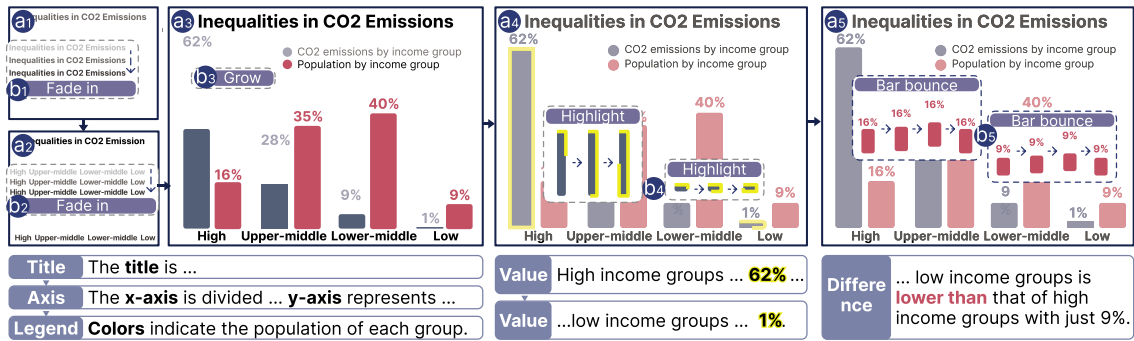 a1
Inequalities in CO2 Emissions
Inequalities in CO2 Emissions
Inequalities in CO2 Emissions
b1 Fade in
a2 Inequalities in CO2 Emission
High Upper-middle Lower-middle Low
High Upper-middle Lower-middle Low
High Upper-middle Lower-middle Low
b2 Fade in
High Upper-middle Lower-middle Low
a3 Inequalities in CO2 Emissions
62%
CO2 emissions by income group
Population by income group
b3 Grow
16%
28%
35%
9%
40%
1%
9%
High Upper-middle Lower-middle Low
a4 Inequalities in CO2 Emissions
62%
CO2 emissions by income group
Population by income group
Highlight
40%
b4 Highlight
%
1%
9%
High Upper-middle Lower-middle Low
a5 Inequalities in CO2 Emissions
62%
CO2 emissions by income group
Population by income group
Bar bounce
16% 16% 16% 16%
40%
b5 Bar bounce
9% 9% 9% 9%
16%
9
%
1%
9%
High Upper-middle Lower-middle Low
Title The title is ...
Axis The x-axis is divided ... y-axis represents ...
Legend Colors indicate the population of each group.
Value High income groups ... 62% ...
Value ...low income groups ... 1%.
Differe
nce
... low income groups is
lower than that of high
income groups with just 9%.